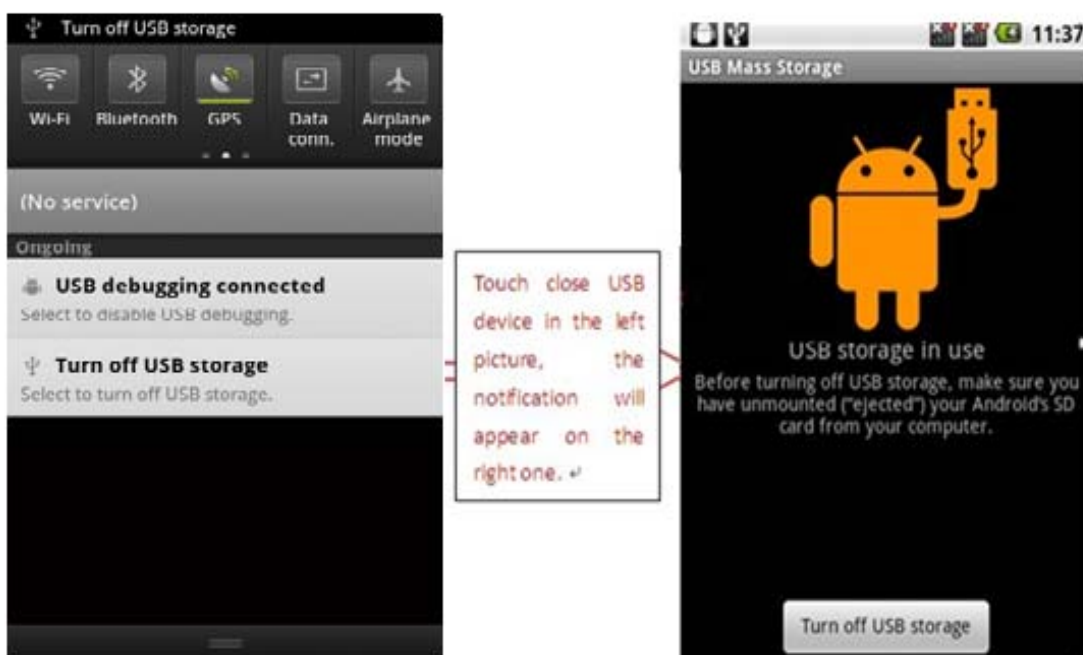 Turn off USB storage
Wi-Fi Bluetooth GPS Data conn. Airplane mode
(No service)
Ongoing
USB debugging connected
Select to disable USB debugging.
Turn off USB storage
Select to turn off USB storage.
Touch close USB
device in the left
picture, the
notification will
appear on the
right one.
11:37
USB Mass Storage
USB storage in use
Before turning off USB storage, make sure you
have unmounted ("ejected") your Android's SD
card from your computer.
Turn off USB storage